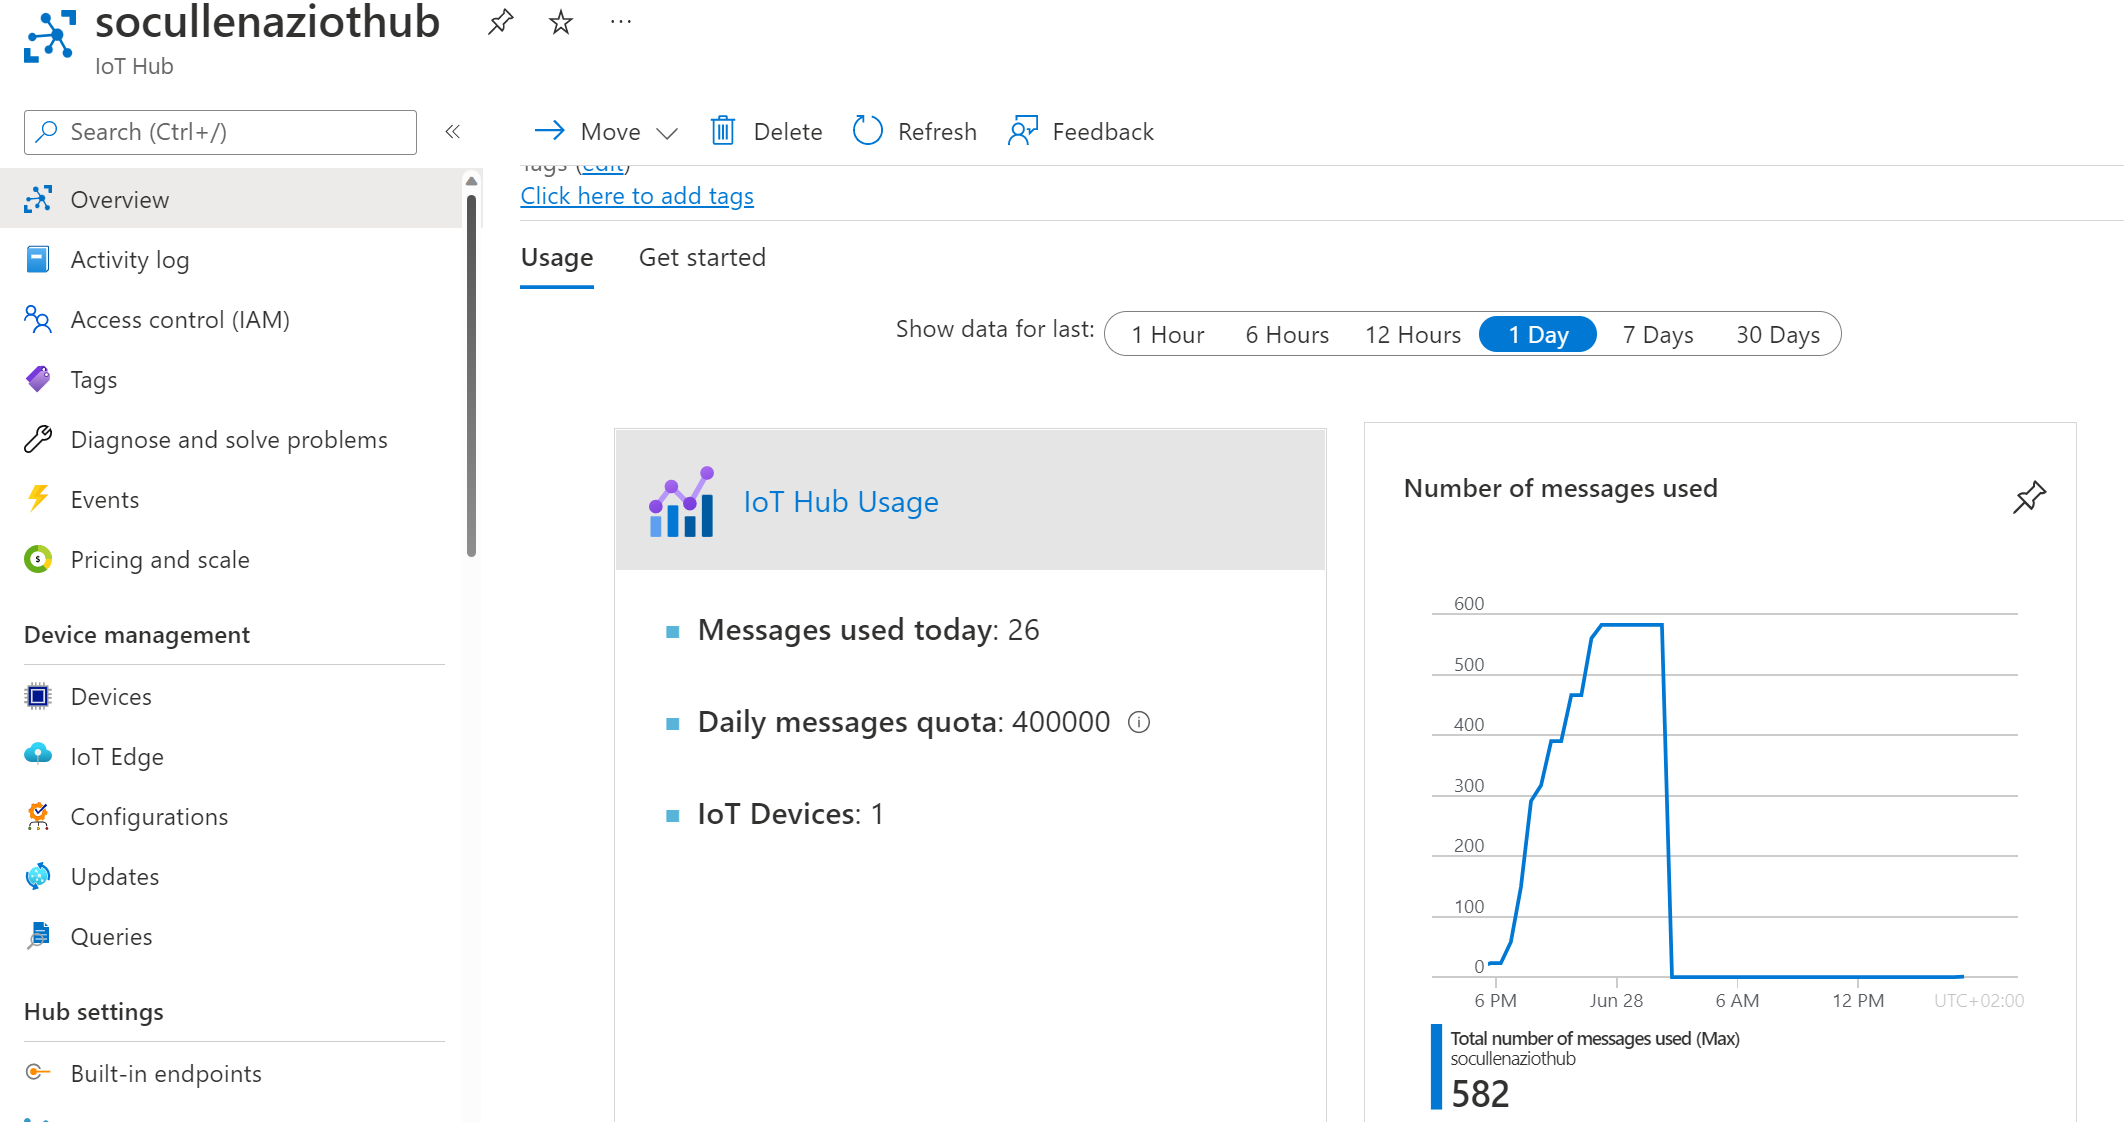 socullenaziothub
IoT Hub
Search (Ctrl+/)
Move
Delete
Refresh
Feedback
Tags (edit)
Click here to add tags
Overview
Activity log
Access control (IAM)
Tags
Diagnose and solve problems
Events
Pricing and scale
Device management
Devices
IoT Edge
Configurations
Updates
Queries
Hub settings
Built-in endpoints
Usage
Get started
Show data for last:
1 Hour
6 Hours
12 Hours
1 Day
7 Days
30 Days
IoT Hub Usage
Messages used today: 26
Daily messages quota: 400000
IoT Devices: 1
Number of messages used
600
500
400
300
200
100
0
6 PM
Jun 28
6 AM
12 PM
UTC+02:00
Total number of messages used (Max)
socullenaziothub
582